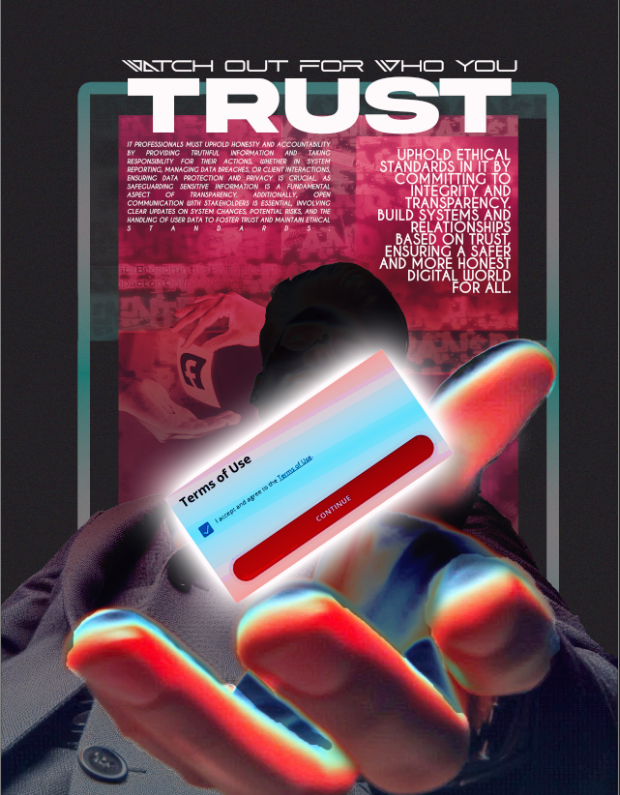 WATCH OUT FOR WHO YOU
TRUST
IT PROFESSIONALS MUST UPHOLD HONESTY AND ACCOUNTABILITY
BY PROVIDING TRUTHFUL INFORMATION AND TAKING
RESPONSIBILITY FOR THEIR ACTIONS, WHETHER IN SYSTEM
REPORTING, MANAGING DATA BREACHES, OR CLIENT INTERACTIONS.
ENSURING DATA PROTECTION AND PRIVACY IS CRUCIAL, AS
SAFEGUARDING SENSITIVE INFORMATION IS A FUNDAMENTAL
ASPECT OF TRANSPARENCY. ADDITIONALLY, OPEN
COMMUNICATION WITH STAKEHOLDERS IS ESSENTIAL, INVOLVING
CLEAR UPDATES ON SYSTEM CHANGES, POTENTIAL RISKS, AND THE
HANDLING OF USER DATA TO FOSTER TRUST AND MAINTAIN ETHICAL
STANDARDS.
UPHOLD ETHICAL
STANDARDS IN IT BY
COMMITTING TO
INTEGRITY AND
TRANSPARENCY.
BUILD SYSTEMS AND
RELATIONSHIPS
BASED ON TRUST,
ENSURING A SAFER
AND MORE HONEST
DIGITAL WORLD
FOR ALL.
Terms of Use
I accept and agree to the Terms of Use.
CONTINUE